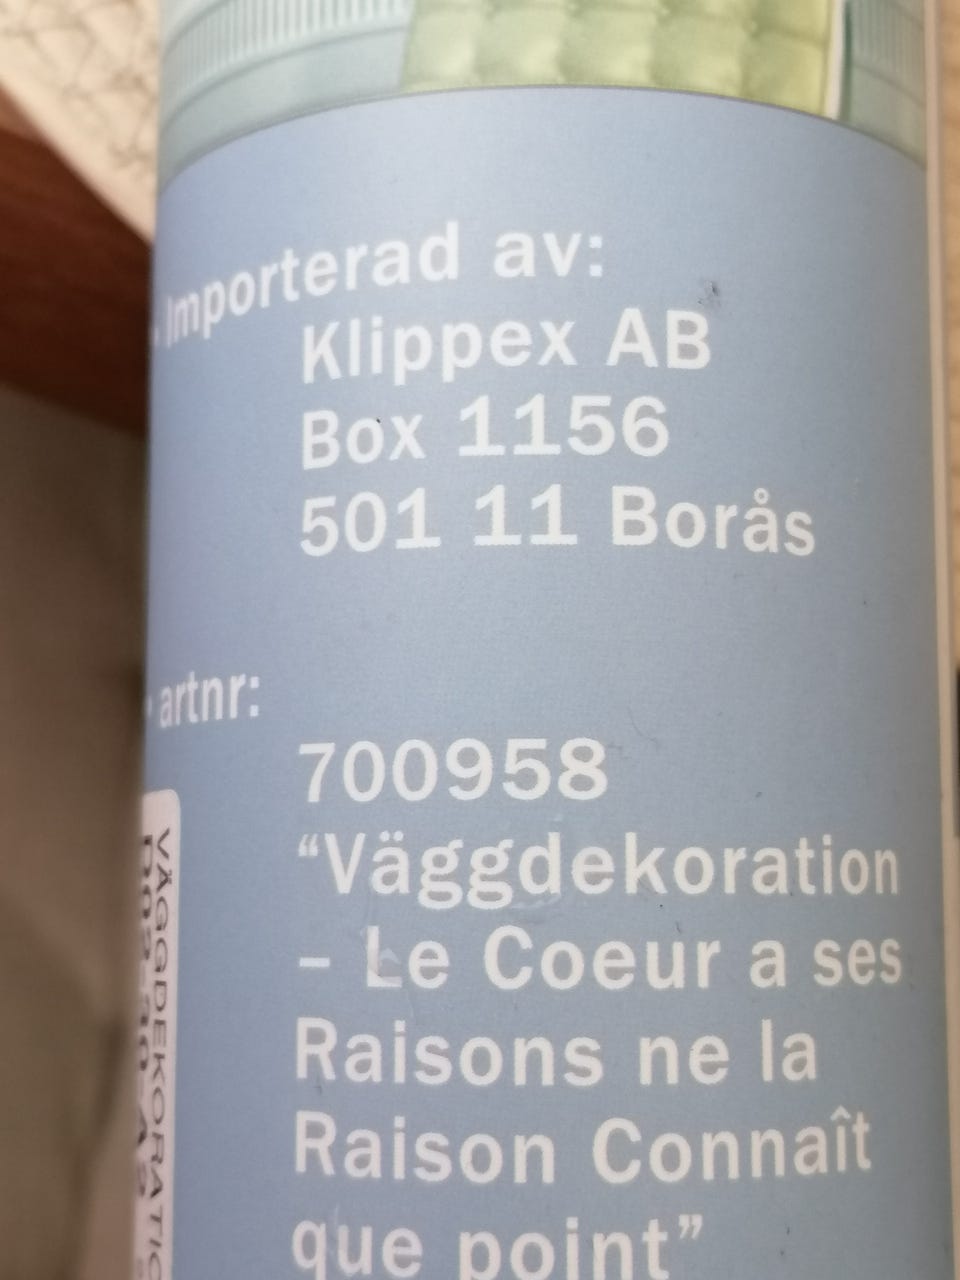 · Importerad av:
Klippex AB
Box 1156
501 11 Borås
· artnr:
700958
“Väggdekoration
– Le Coeur a ses
Raisons ne la
Raison Connaît
que point”
VÄGGDEKORATIO